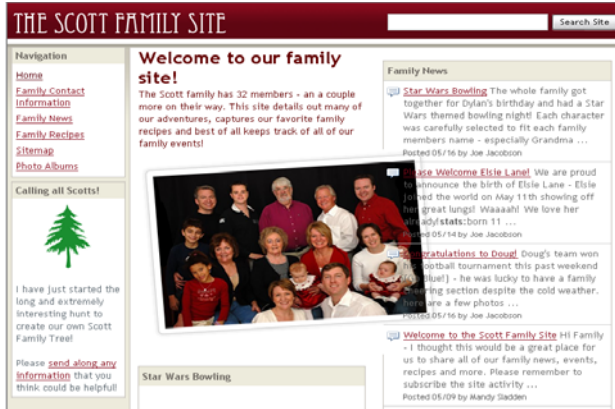 THE SCOTT FAMILY SITE
Search Site
Navigation
Home
Family Contact
Information
Family News
Family Recipes
Sitemap
Photo Albums
Calling all Scotts!
I have just started the
long and extremely
interesting hunt to
create our own Scott
Family Tree!
Please send along any
information that you
think could be helpful!
Welcome to our family
site!
The Scott family has 32 members - an a couple
more on their way. This site details out many of
our adventures, captures our favorite family
recipes and best of all keeps track of all of our
family events!
Star Wars Bowling
Family News
Star Wars Bowling The whole family got
together for Dylan's birthday and had a Star
Wars themed bowling night! Each character
was carefully selected to fit each family
members name - especially Grandma ...
Posted 05/16 by Joe Jacobson
Please Welcome Elsie Lane! We are proud
to announce the birth of Elsie Lane - Elsie
joined the world on May 11th showing off
her great lungs! Waaaah! We love her
already!stats:born 11 ...
Posted 05/14 by Joe Jacobson
Congratulations to Doug! Doug's team won
his football tournament this past weekend
blue!} - he was lucky to have a family
cheering section despite the cold weather.
here are a few photos ...
Posted 05/16 by Joe Jacobson
Welcome to the Scott Family Site Hi Family
- I thought this would be a great place for
us to share all of our family news, events,
recipes and more. Please remember to
subscribe the site activity ...
Posted 05/09 by Mandy Sladden